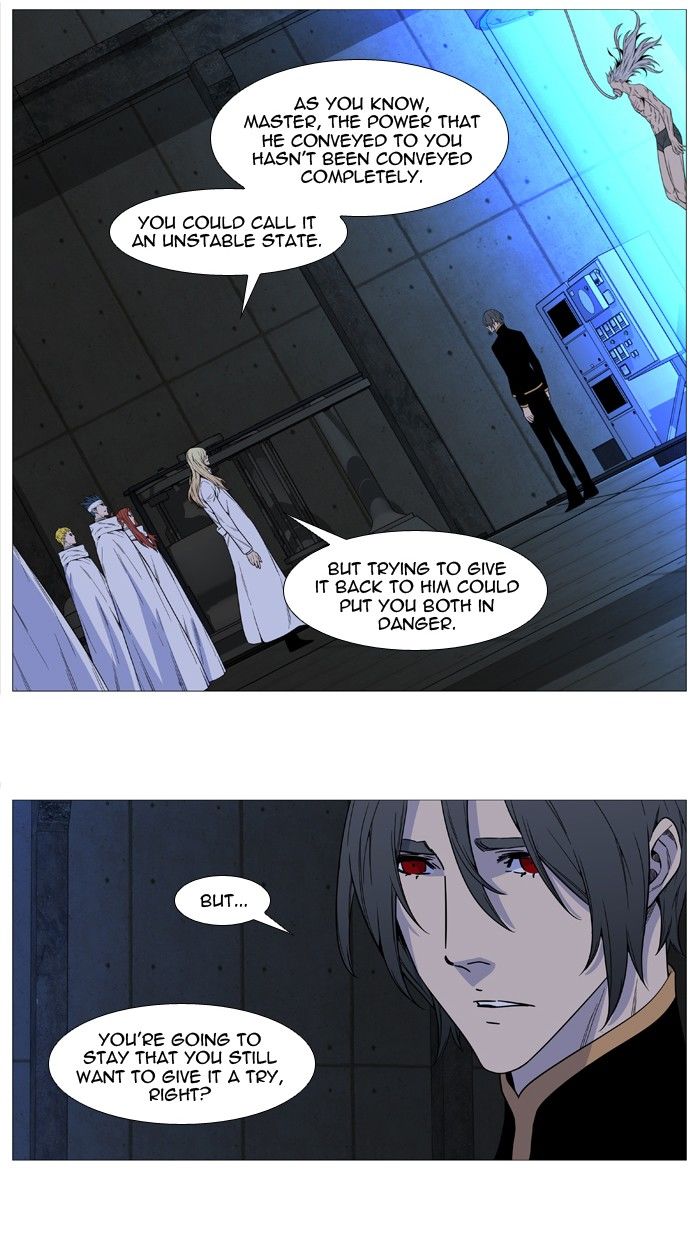 AS YOU KNOW,
MASTER, THE POWER THAT
HE CONVEYED TO YOU
HASN'T BEEN CONVEYED
COMPLETELY.
YOU COULD CALL IT
AN UNSTABLE STATE.
BUT TRYING TO GIVE
IT BACK TO HIM COULD
PUT YOU BOTH IN
DANGER.
BUT...
YOU'RE GOING TO
STAY THAT YOU STILL
WANT TO GIVE IT A TRY,
RIGHT?